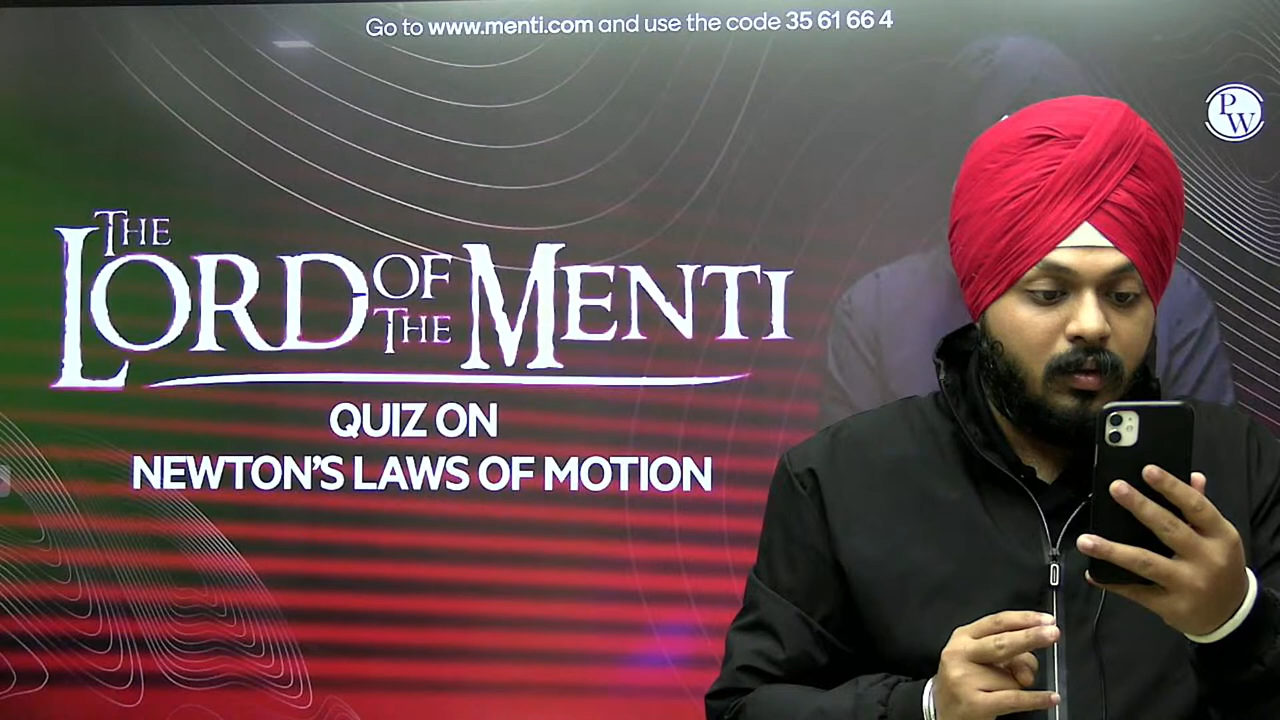 Go to www.menti.com and use the code 35 61 66 4
PW
THE
LORD OF THE MENTI
QUIZ ON
NEWTON'S LAWS OF MOTION